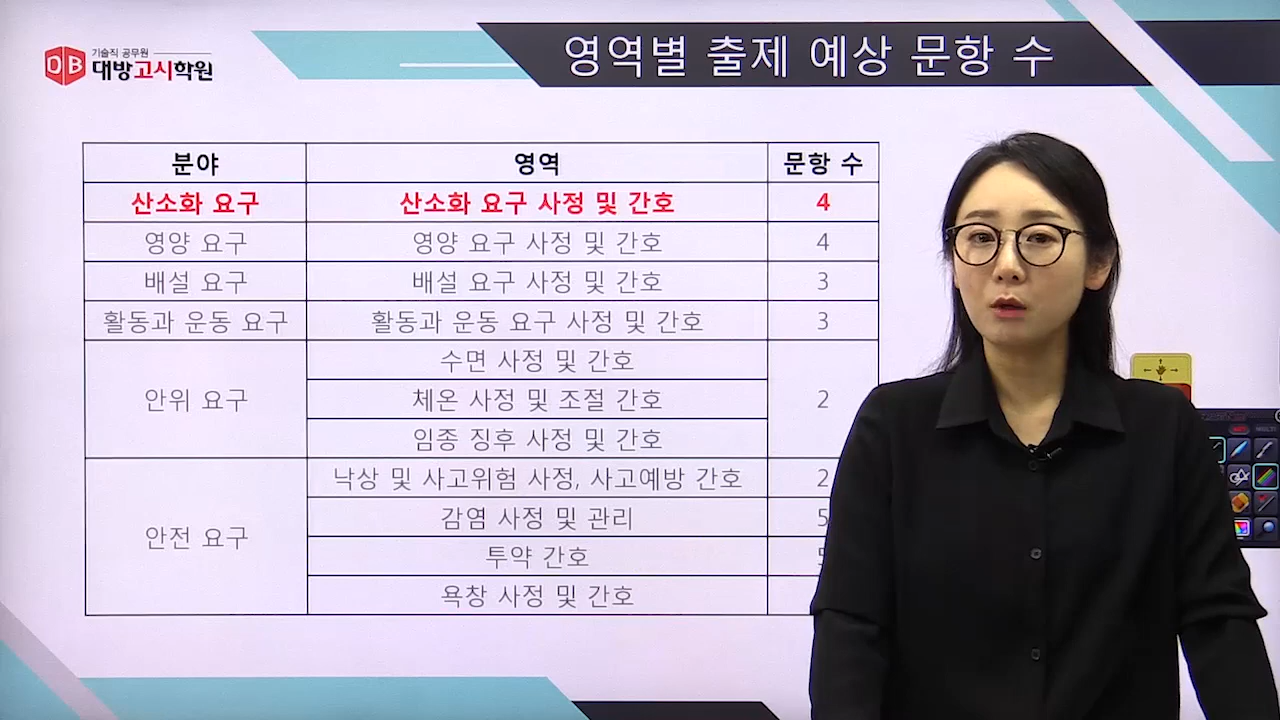 기술직 공무원
DB 대방고시학원
영역별 출제 예상 문항 수
분야 영역 문항 수
산소화 요구 산소화 요구 사정 및 간호 4
영양 요구 영양 요구 사정 및 간호 4
배설 요구 배설 요구 사정 및 간호 3
활동과 운동 요구 활동과 운동 요구 사정 및 간호 3
안위 요구 수면 사정 및 간호 2
체온 사정 및 조절 간호
임종 징후 사정 및 간호
안전 요구 낙상 및 사고위험 사정, 사고예방 간호 2
감염 사정 및 관리 5
투약 간호
욕창 사정 및 간호